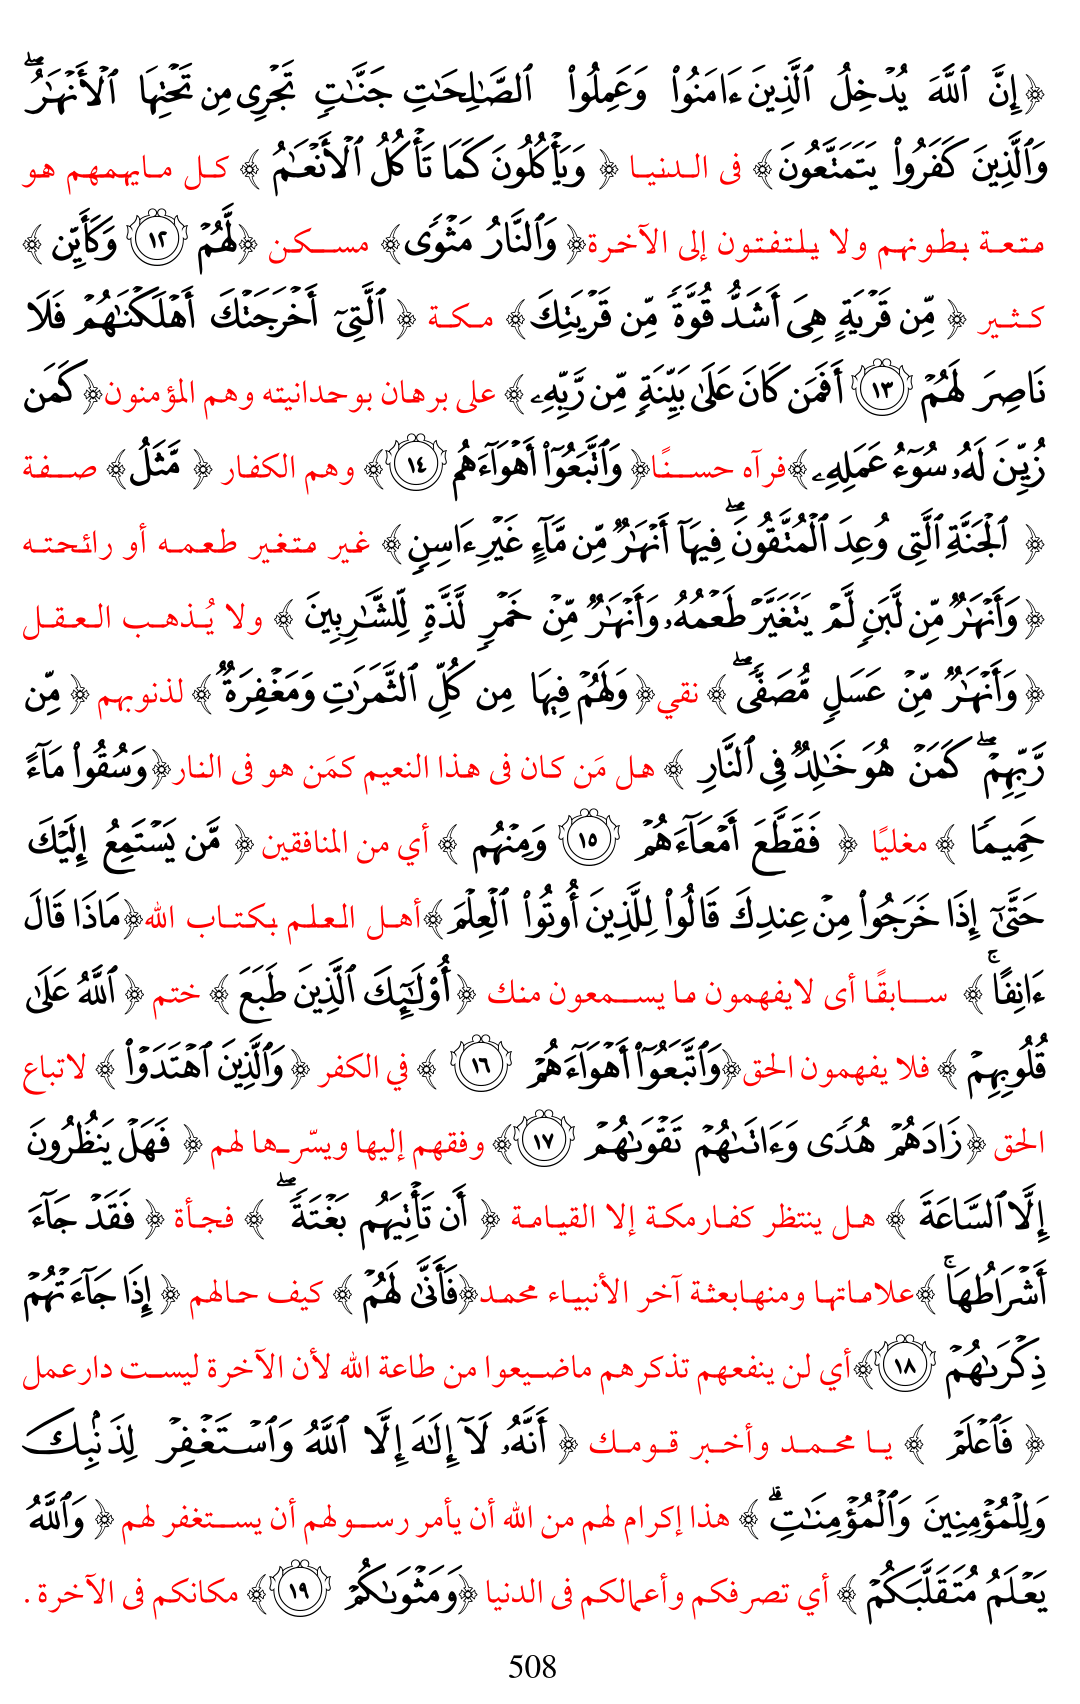 ﴿ إِنَّ ٱللَّهَ يُدۡخِلُ ٱلَّذِينَ ءَامَنُواْ وَعَمِلُواْ ٱلصَّٰلِحَٰتِ جَنَّٰتٖ تَجۡرِي مِن تَحۡتِهَا ٱلۡأَنۡهَٰرُۖ
وَٱلَّذِينَ كَفَرُواْ يَتَمَتَّعُونَ﴾ فى الدنيا ﴿ وَيَأۡكُلُونَ كَمَا تَأۡكُلُ ٱلۡأَنۡعَٰمُ ﴾ كل مايهمهم هو
متعة بطونهم ولا يلتفتون إلى الآخرة﴿ وَٱلنَّارُ مَثۡوٗى﴾ مسكن ﴿لَّهُمۡ ١٢ وَكَأَيِّن ﴾
كثير ﴿ مِّن قَرۡيَةٍ هِيَ أَشَدُّ قُوَّةٗ مِّن قَرۡيَتِكَ﴾ مكة ﴿ ٱلَّتِيٓ أَخۡرَجَتۡكَ أَهۡلَكۡنَٰهُمۡ فَلَا
نَاصِرَ لَهُمۡ ١٣ أَفَمَن كَانَ عَلَىٰ بَيِّنَةٖ مِّن رَّبِّهِۦ ﴾ على برهان بوحدانيته وهم المؤمنون﴿كَمَن
زُيِّنَ لَهُۥ سُوٓءُ عَمَلِهِۦ ﴾فرآه حسنًا﴿ وَٱتَّبَعُوٓاْ أَهۡوَآءَهُم ١٤﴾ وهم الكفار ﴿ مَّثَلُ﴾ صفة
﴿ ٱلۡجَنَّةِ ٱلَّتِي وُعِدَ ٱلۡمُتَّقُونَۖ فِيهَآ أَنۡهَٰرٞ مِّن مَّآءٍ غَيۡرِ ءَاسِنٖ ﴾ غير متغير طعمه أو رائحته
﴿ وَأَنۡهَٰرٞ مِّن لَّبَنٖ لَّمۡ يَتَغَيَّرۡ طَعۡمُهُۥ وَأَنۡهَٰرٞ مِّنۡ خَمۡرٖ لَّذَّةٖ لِّلشَّٰرِبِينَ ﴾ ولا يُذهب العقل
﴿ وَأَنۡهَٰرٞ مِّنۡ عَسَلٖ مُّصَفّٗىۖ ﴾ نقي﴿ وَلَهُمۡ فِيهَا مِن كُلِّ ٱلثَّمَرَٰتِ وَمَغۡفِرَةٞ ﴾ لذنوبهم ﴿ مِّن
رَّبِّهِمۡۖ كَمَنۡ هُوَ خَٰلِدٞ فِي ٱلنَّارِ ﴾ هل مَن كان فى هذا النعيم كمَن هو فى النار﴿وَسُقُواْ مَآءً
حَمِيمٗا ﴾ مغليًا ﴿ فَقَطَّعَ أَمۡعَآءَهُمۡ ١٥ وَمِنۡهُم ﴾ أي من المنافقين ﴿ مَّن يَسۡتَمِعُ إِلَيۡكَ
حَتَّىٰٓ إِذَا خَرَجُواْ مِنۡ عِندِكَ قَالُواْ لِلَّذِينَ أُوتُواْ ٱلۡعِلۡمَ﴾أهل العلم بكتاب الله﴿مَاذَا قَالَ
ءَانِفًاۚ ﴾ سابقًا أى لايفهمون ما يسمعون منك ﴿أُوْلَٰٓئِكَ ٱلَّذِينَ طَبَعَ ﴾ ختم ﴿ ٱللَّهُ عَلَىٰ
قُلُوبِهِمۡ ﴾ فلا يفهمون الحق﴿وَٱتَّبَعُوٓاْ أَهۡوَآءَهُمۡ ١٦ ﴾ في الكفر ﴿وَٱلَّذِينَ ٱهۡتَدَوۡاْ ﴾ لاتباع
الحق ﴿زَادَهُمۡ هُدٗى وَءَاتَىٰهُمۡ تَقۡوَىٰهُمۡ ١٧﴾ وفقهم إليها ويسّرها لهم ﴿ فَهَلۡ يَنظُرُونَ
إِلَّا ٱلسَّاعَةَ ﴾ هل ينتظر كفارمكة إلا القيامة ﴿ أَن تَأۡتِيَهُم بَغۡتَةٗۖ ﴾ فجأة ﴿ فَقَدۡ جَآءَ
أَشۡرَاطُهَاۚ ﴾علاماتها ومنهابعثة آخر الأنبياء محمد﴿فَأَنَّىٰ لَهُمۡ ﴾ كيف حالهم ﴿ إِذَا جَآءَتۡهُمۡ
ذِكۡرَىٰهُمۡ ١٨﴾أي لن ينفعهم تذكرهم ماضيعوا من طاعة الله لأن الآخرة ليست دارعمل
﴿ فَٱعۡلَمۡ ﴾ يا محمد وأخبر قومك ﴿ أَنَّهُۥ لَآ إِلَٰهَ إِلَّا ٱللَّهُ وَٱسۡتَغۡفِرۡ لِذَنۢبِكَ
وَلِلۡمُؤۡمِنِينَ وَٱلۡمُؤۡمِنَٰتِۗ ﴾ هذا إكرام لهم من الله أن يأمر رسولهم أن يستغفر لهم ﴿ وَٱللَّهُ
يَعۡلَمُ مُتَقَلَّبَكُمۡ ﴾ أي تصرفكم وأعمالكم فى الدنيا ﴿وَمَثۡوَىٰكُمۡ ١٩﴾ مكانكم فى الآخرة .
508